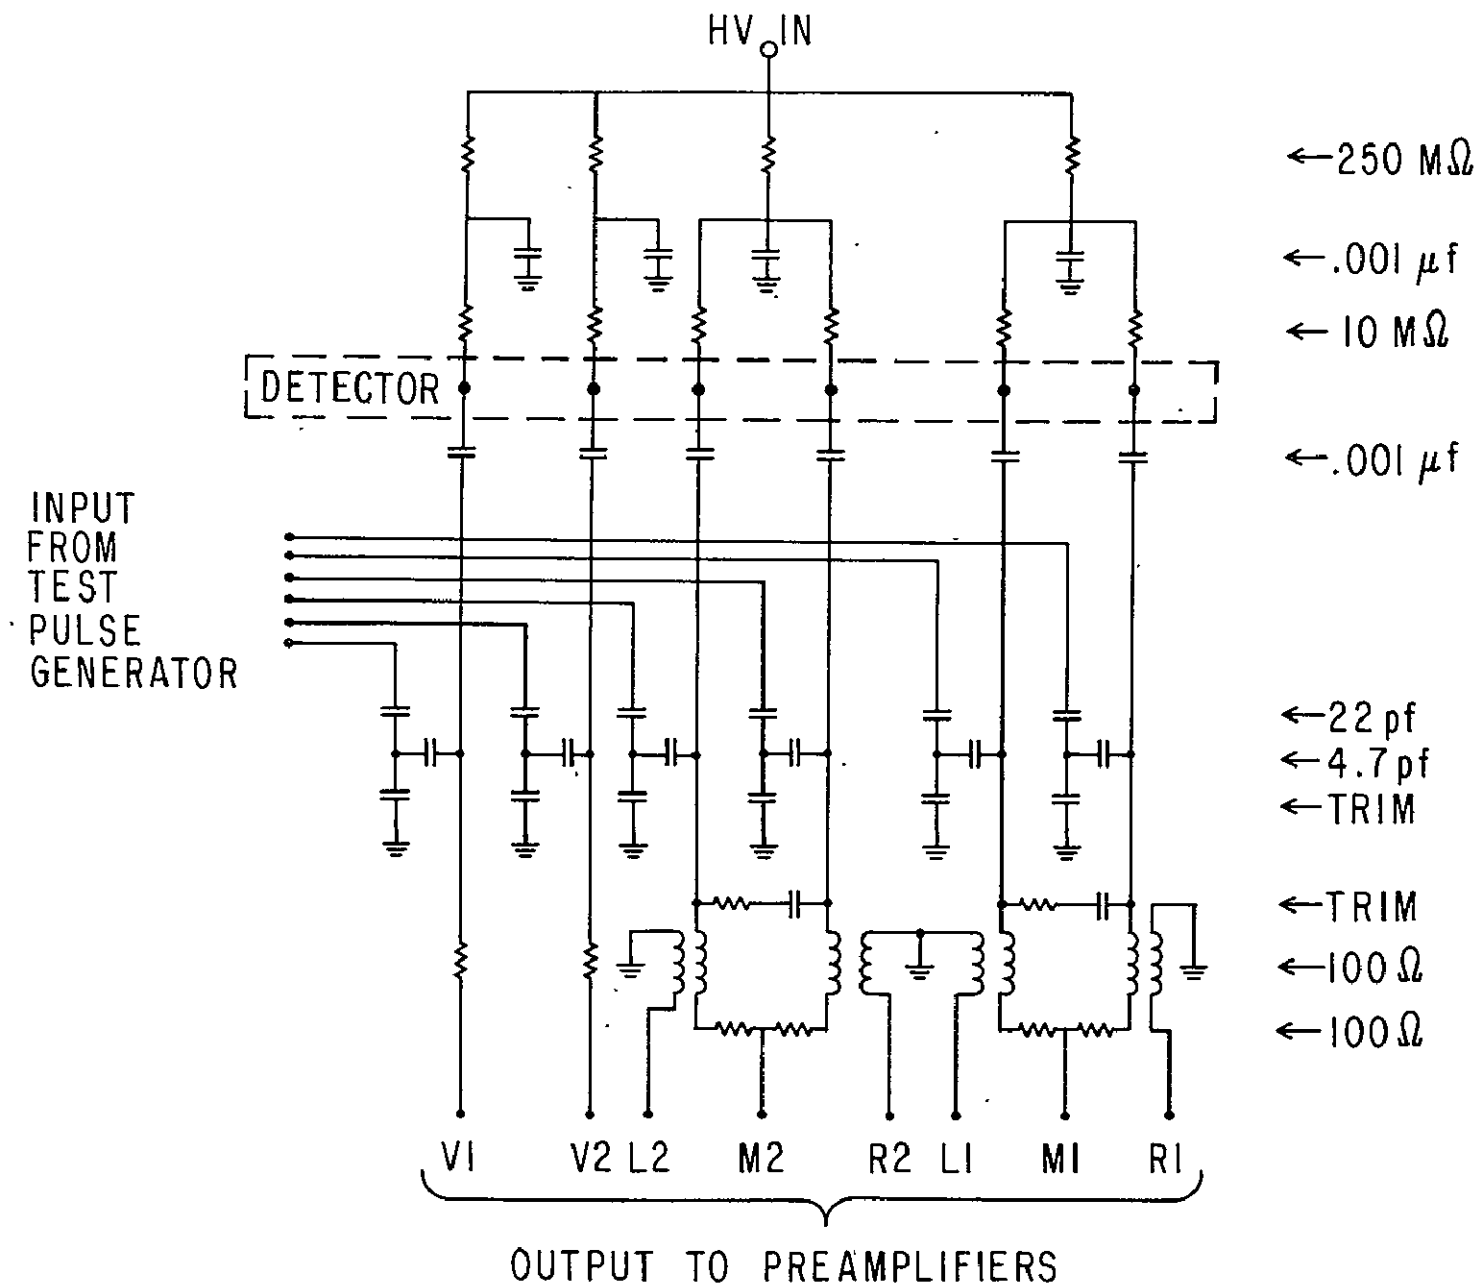 HV IN
←250 MΩ
←.001 μf
←10 MΩ
DETECTOR
←.001 μf
INPUT
FROM
TEST
PULSE
GENERATOR
←22 pf
←4.7 pf
←TRIM
←TRIM
←100 Ω
←100 Ω
V1 V2 L2 M2 R2 L1 M1 R1
OUTPUT TO PREAMPLIFIERS